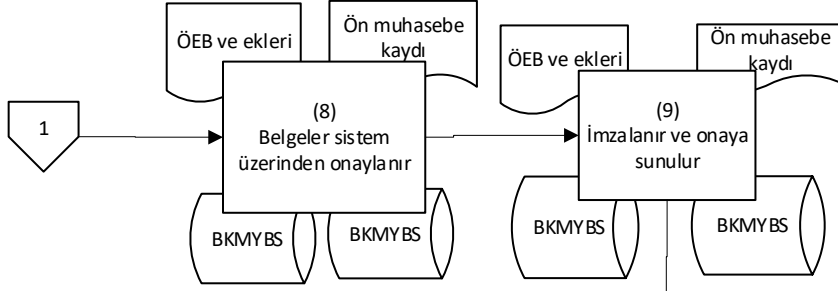 ÖEB ve ekleri
Ön muhasebe
kaydı
1
(8)
Belgeler sistem
üzerinden onaylanır
BKMYBS
BKMYBS
ÖEB ve ekleri
Ön muhasebe
kaydı
(9)
İmzalanır ve onaya
sunulur
BKMYBS
BKMYBS